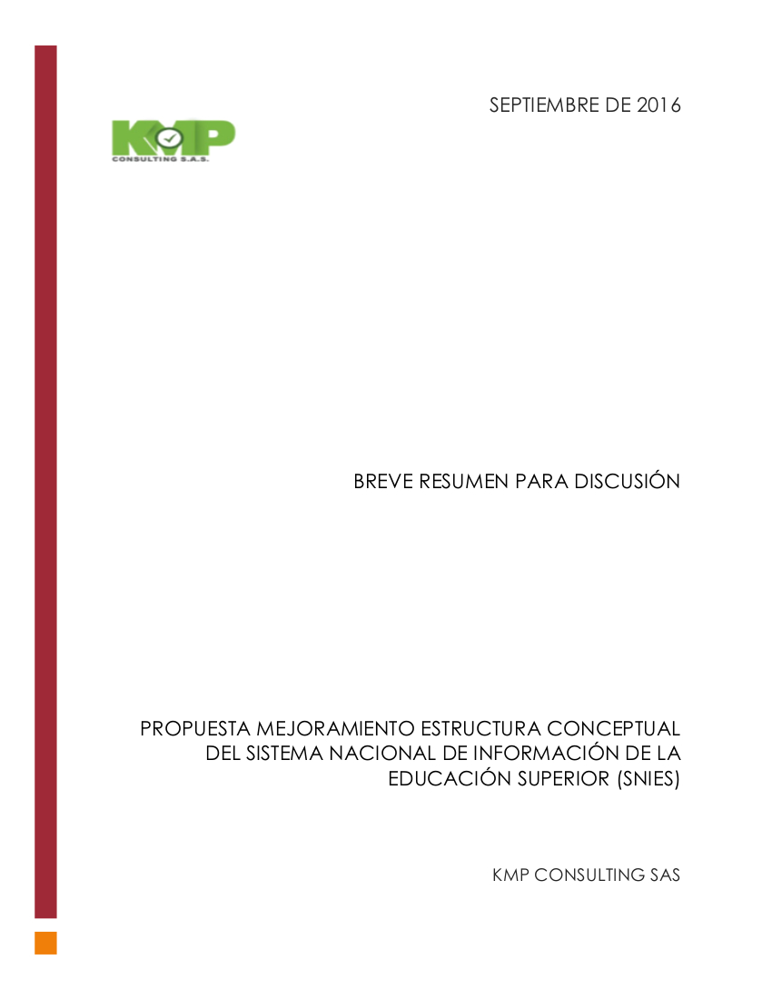 SEPTIEMBRE DE 2016
KMP
CONSULTING S.A.S.
BREVE RESUMEN PARA DISCUSIÓN
PROPUESTA MEJORAMIENTO ESTRUCTURA CONCEPTUAL
DEL SISTEMA NACIONAL DE INFORMACIÓN DE LA
EDUCACIÓN SUPERIOR (SNIES)
KMP CONSULTING SAS